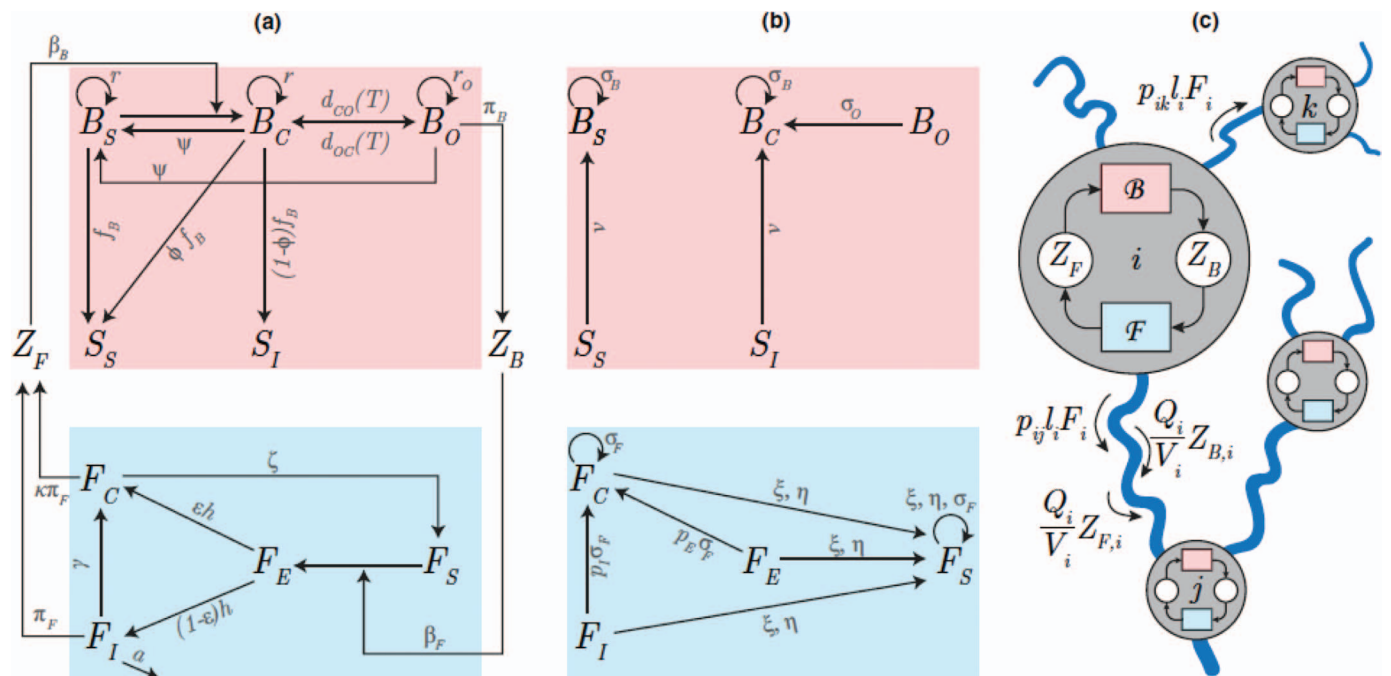 (a)
β_B
r
r
r_O
B_S
B_C
B_O
d_CO(T)
d_OC(T)
π_B
ψ
ψ
f_B
ϕ f_B
(1-ϕ)f_B
Z_F
S_S
S_I
Z_B
κπ_F
F_C
ζ
εh
γ
F_E
F_S
(1-ε)h
π_F
F_I
a
β_F
(b)
σ_B
σ_B
B_S
B_C
σ_O
B_O
ν
ν
S_S
S_I
σ_F
F_C
ξ, η
ξ, η, σ_F
p_I σ_F
p_E σ_F
F_E
ξ, η
F_S
F_I
ξ, η
(c)
p_ik l_i F_i
k
ℬ
Z_F
i
Z_B
ℱ
p_ij l_i F_i
Q_i/V_i Z_B,i
Q_i/V_i Z_F,i
j